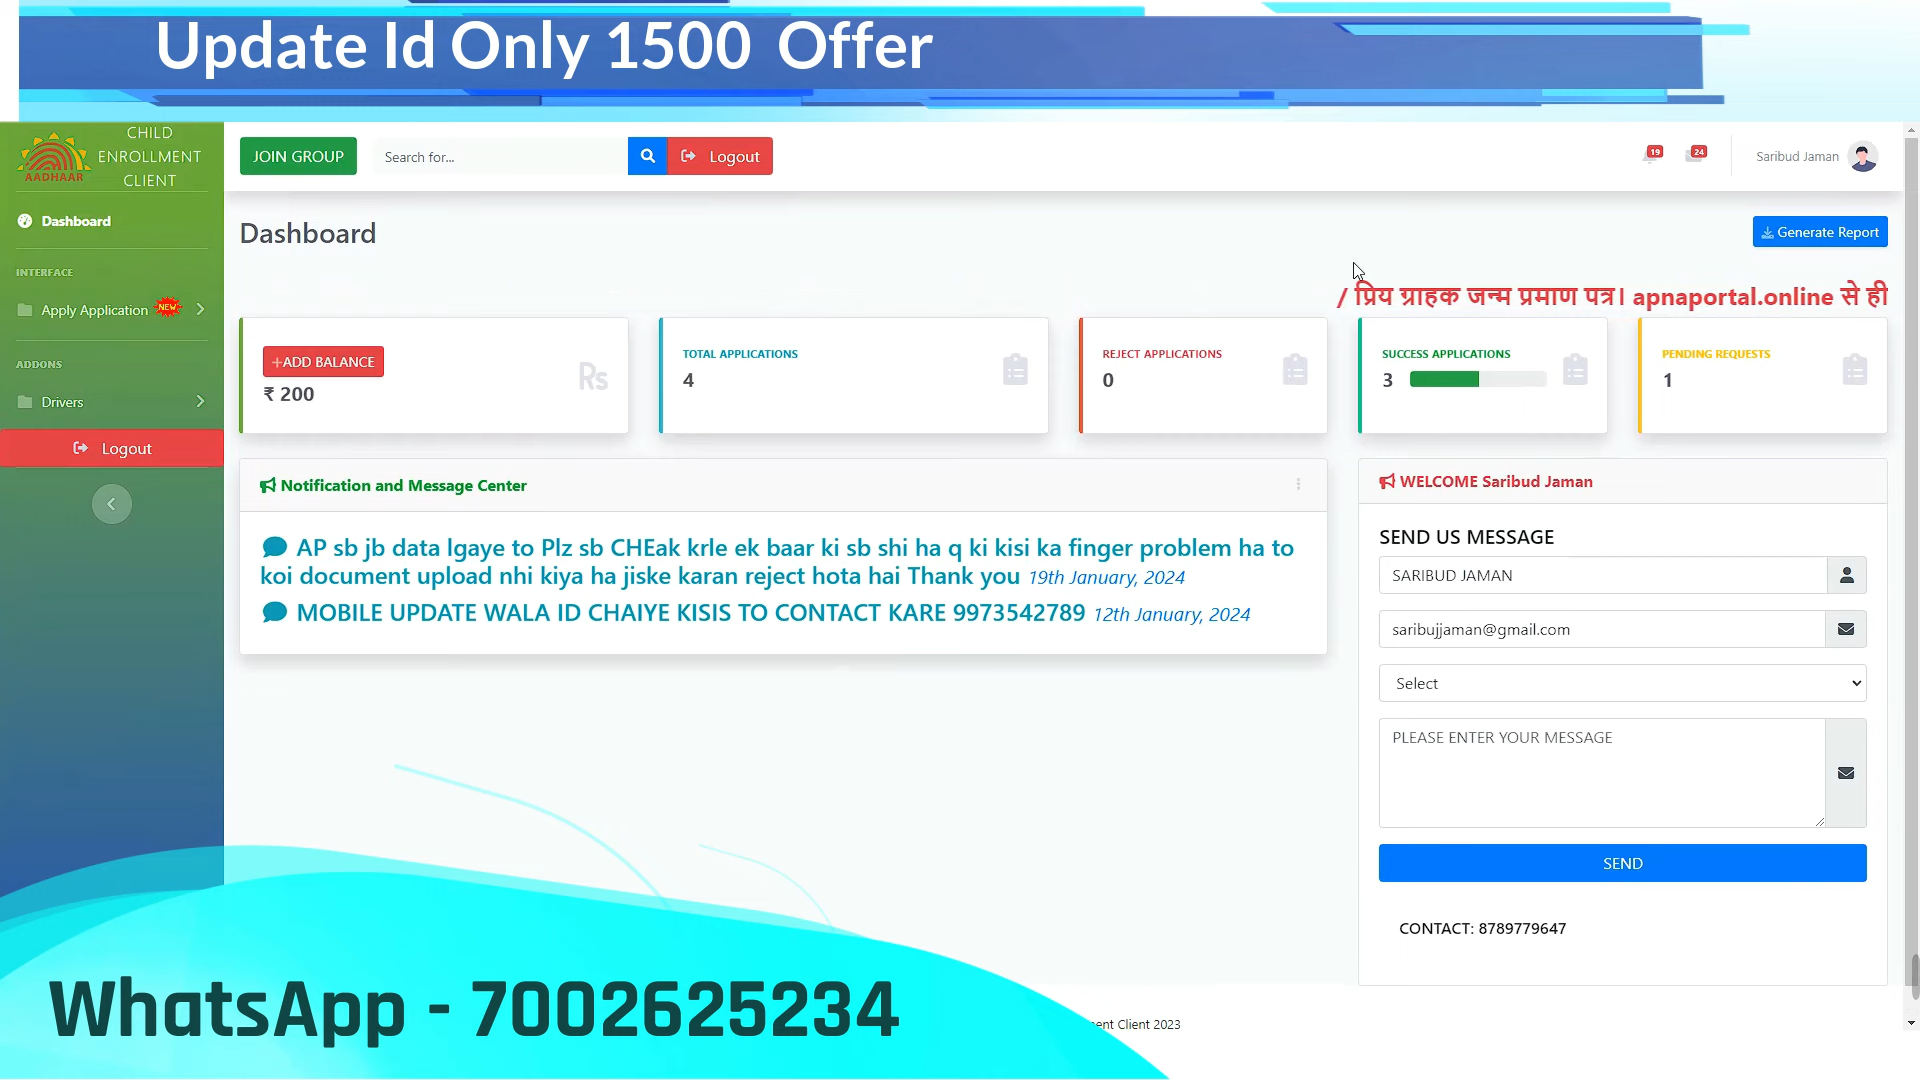 Update Id Only 1500 Offer
AADHAAR
CHILD
ENROLLMENT
CLIENT
JOIN GROUP
Search for...
Logout
19
24
Saribud Jaman
Dashboard
INTERFACE
Apply Application NEW
ADDONS
Drivers
Logout
Dashboard
Generate Report
/ प्रिय ग्राहक जन्म प्रमाण पत्र। apnaportal.online से ही
+ADD BALANCE
₹ 200
Rs
TOTAL APPLICATIONS
4
REJECT APPLICATIONS
0
SUCCESS APPLICATIONS
3
PENDING REQUESTS
1
Notification and Message Center
AP sb jb data lgaye to Plz sb CHEak krle ek baar ki sb shi ha q ki kisi ka finger problem ha to
koi document upload nhi kiya ha jiske karan reject hota hai Thank you 19th January, 2024
MOBILE UPDATE WALA ID CHAIYE KISIS TO CONTACT KARE 9973542789 12th January, 2024
WELCOME Saribud Jaman
SEND US MESSAGE
SARIBUD JAMAN
saribujjaman@gmail.com
Select
PLEASE ENTER YOUR MESSAGE
SEND
CONTACT: 8789779647
WhatsApp - 7002625234
ent Client 2023